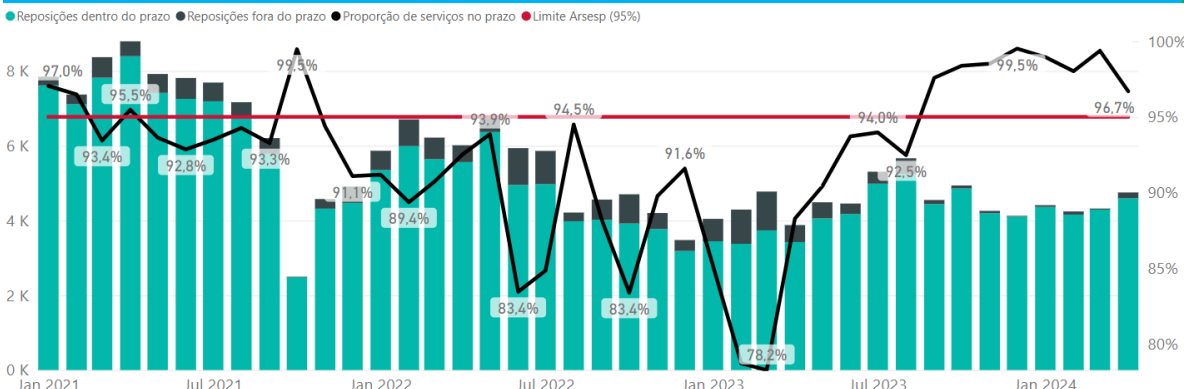 Reposições dentro do prazo Reposições fora do prazo Proporção de serviços no prazo Limite Arsesp (95%)
100%
8 K 97,0% 99,5% 99,5%
95,5% 93,9% 94,5% 94,0% 96,7% 95%
6 K 93,4% 92,8% 93,3% 91,6% 92,5%
91,1% 90%
4 K 89,4%
85%
2 K 83,4% 83,4%
78,2% 80%
0 K
Jan 2021 Jul 2021 Jan 2022 Jul 2022 Jan 2023 Jul 2023 Jan 2024